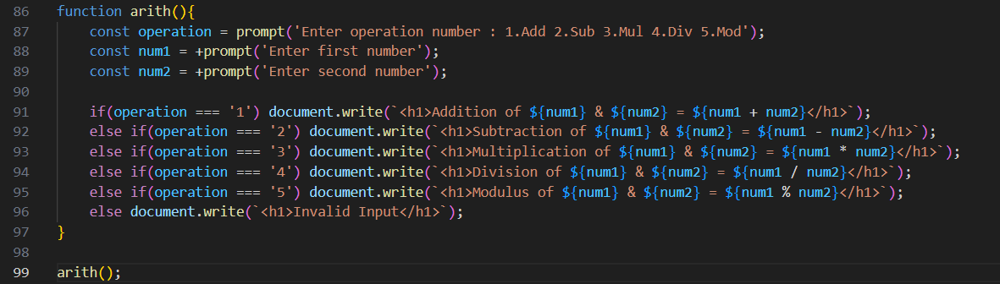 86 function arith(){
87     const operation = prompt('Enter operation number : 1.Add 2.Sub 3.Mul 4.Div 5.Mod');
88     const num1 = +prompt('Enter first number');
89     const num2 = +prompt('Enter second number');
90
91     if(operation === '1') document.write(`<h1>Addition of ${num1} & ${num2} = ${num1 + num2}</h1>`);
92     else if(operation === '2') document.write(`<h1>Subtraction of ${num1} & ${num2} = ${num1 - num2}</h1>`);
93     else if(operation === '3') document.write(`<h1>Multiplication of ${num1} & ${num2} = ${num1 * num2}</h1>`);
94     else if(operation === '4') document.write(`<h1>Division of ${num1} & ${num2} = ${num1 / num2}</h1>`);
95     else if(operation === '5') document.write(`<h1>Modulus of ${num1} & ${num2} = ${num1 % num2}</h1>`);
96     else document.write(`<h1>Invalid Input</h1>`);
97 }
98
99 arith();